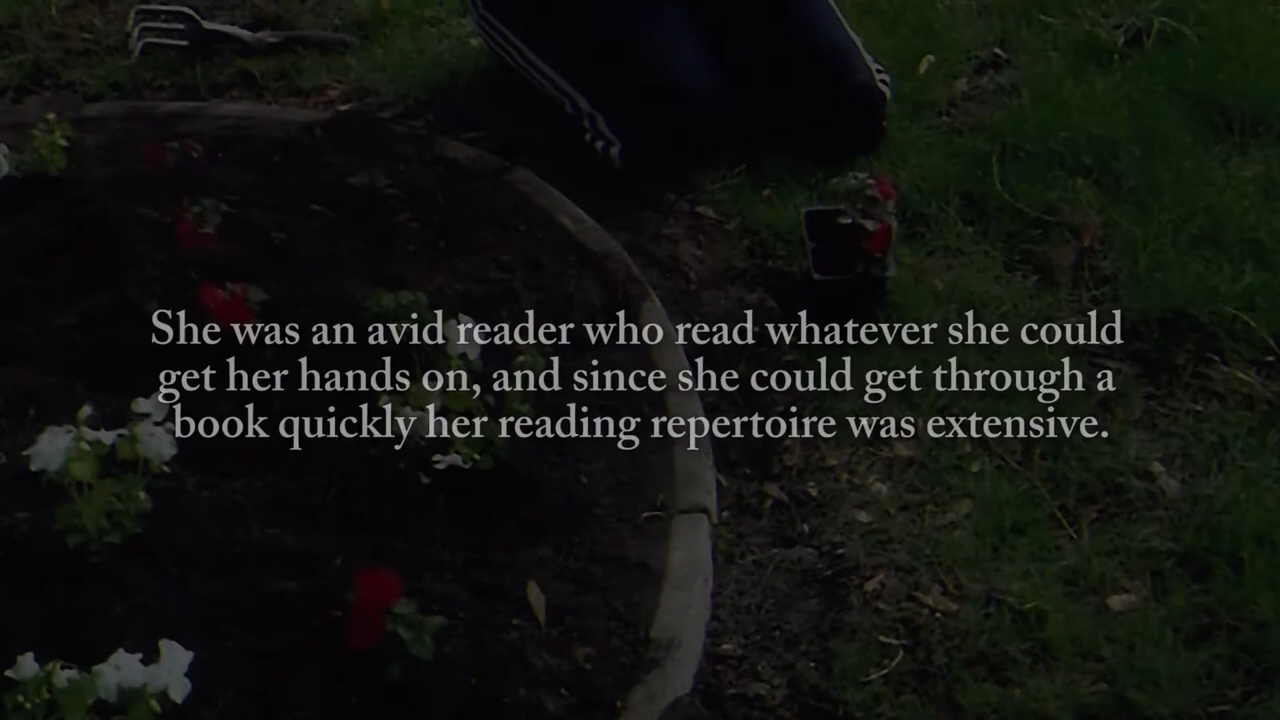 She was an avid reader who read whatever she could
get her hands on, and since she could get through a
book quickly her reading repertoire was extensive.